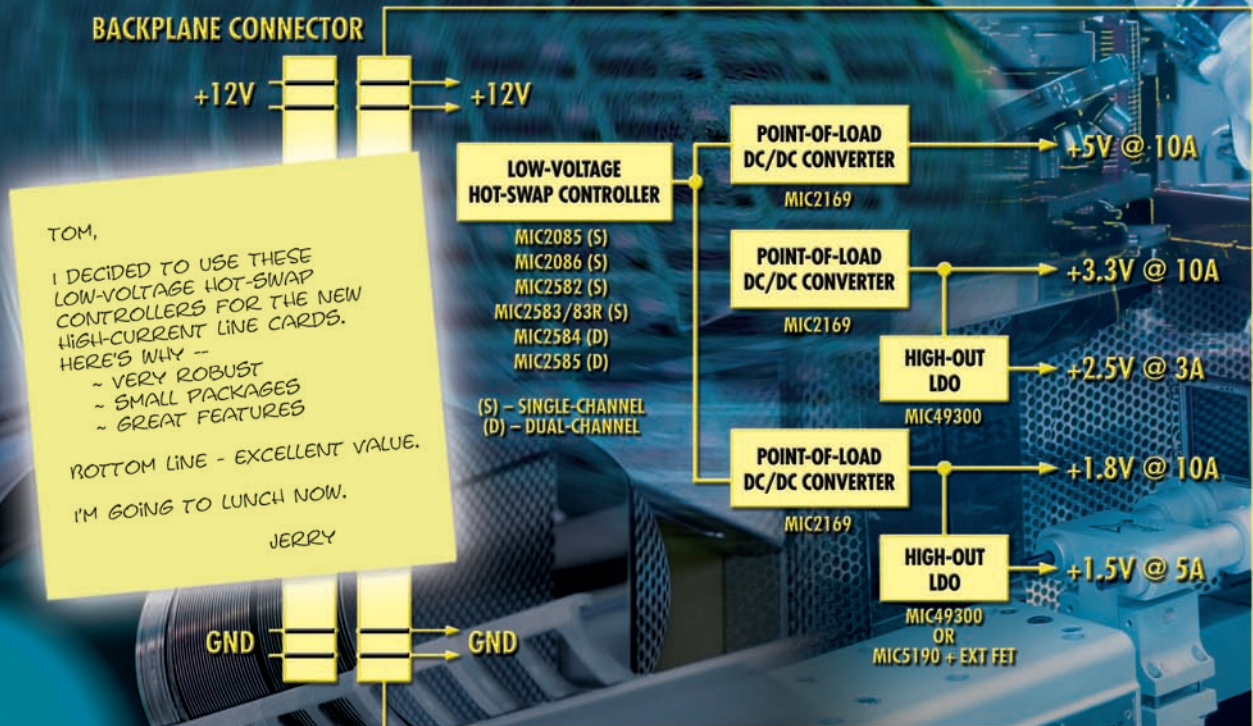 BACKPLANE CONNECTOR
+12V
+12V
TOM,
I DECIDED TO USE THESE
LOW-VOLTAGE HOT-SWAP
CONTROLLERS FOR THE NEW
HIGH-CURRENT LINE CARDS.
HERE'S WHY --
~ VERY ROBUST
~ SMALL PACKAGES
~ GREAT FEATURES
BOTTOM LINE - EXCELLENT VALUE.
I'M GOING TO LUNCH NOW.
JERRY
GND
GND
LOW-VOLTAGE
HOT-SWAP CONTROLLER
MIC2085 (S)
MIC2086 (S)
MIC2582 (S)
MIC2583/83R (S)
MIC2584 (D)
MIC2585 (D)
(S) – SINGLE-CHANNEL
(D) – DUAL-CHANNEL
POINT-OF-LOAD
DC/DC CONVERTER
MIC2169
+5V @ 10A
POINT-OF-LOAD
DC/DC CONVERTER
MIC2169
+3.3V @ 10A
HIGH-OUT
LDO
MIC49300
+2.5V @ 3A
POINT-OF-LOAD
DC/DC CONVERTER
MIC2169
+1.8V @ 10A
HIGH-OUT
LDO
MIC49300
OR
MIC5190 + EXT FET
+1.5V @ 5A